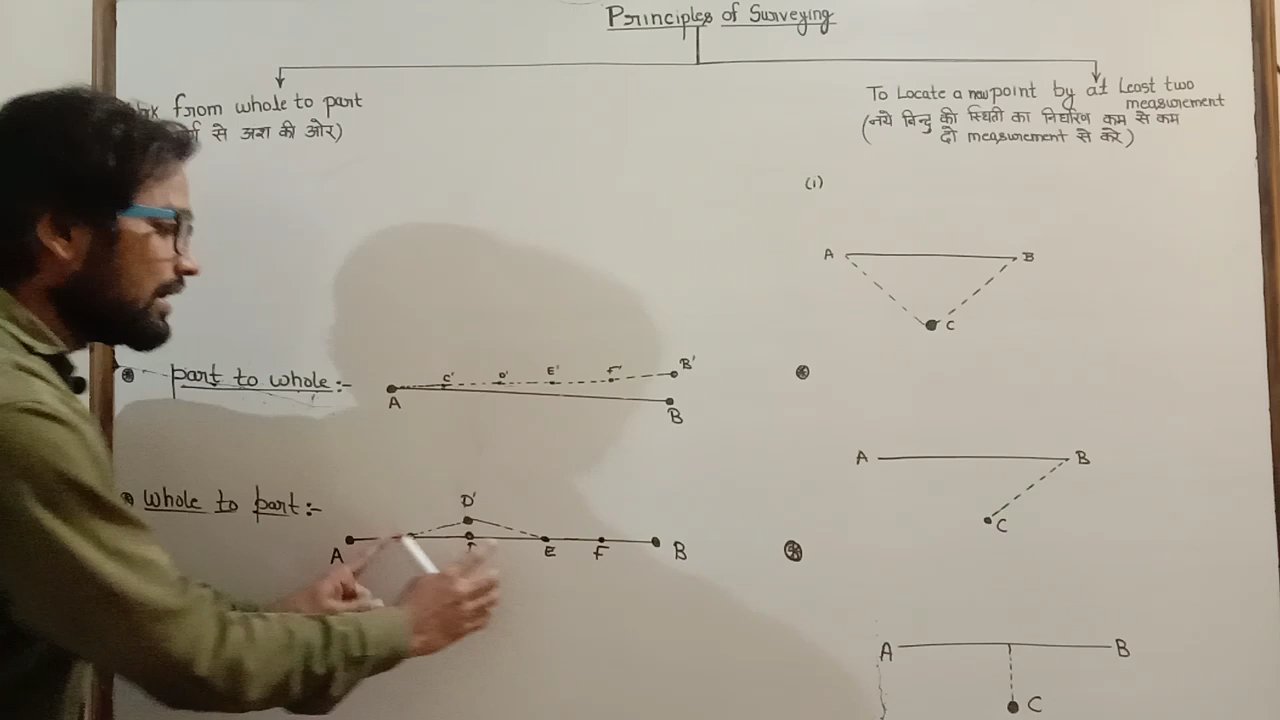 Principles of Surveying
from whole to part
से अंश की ओर)
To Locate a new point by at Least two
measurement
(नये बिन्दु की स्थिती का निर्धारण कम से कम
दो measurement से करे)
(i)
A B
C
part to whole:-
A C' D' E' F' B'
B
A B
C
Whole to part:-
D'
A E F B
A B
C